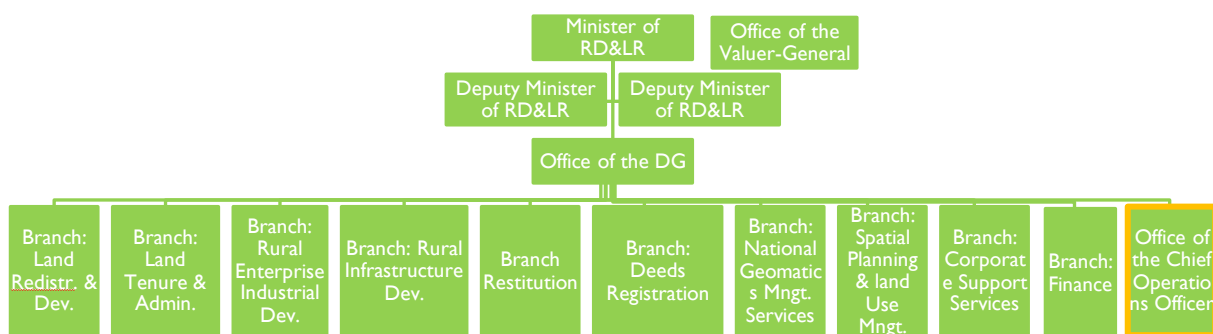 Minister of
RD&LR
Office of the
Valuer-General
Deputy Minister
of RD&LR
Deputy Minister
of RD&LR
Office of the DG
Branch:
Land
Redistr. &
Dev.
Branch:
Land
Tenure &
Admin.
Branch:
Rural
Enterprise
Industrial
Dev.
Branch: Rural
Infrastructure
Dev.
Branch
Restitution
Branch:
Deeds
Registration
Branch:
National
Geomatic
s Mngt.
Services
Branch:
Spatial
Planning
& land
Use
Mngt.
Branch:
Corporat
e Support
Services
Branch:
Finance
Office of
the Chief
Operatio
ns Officer